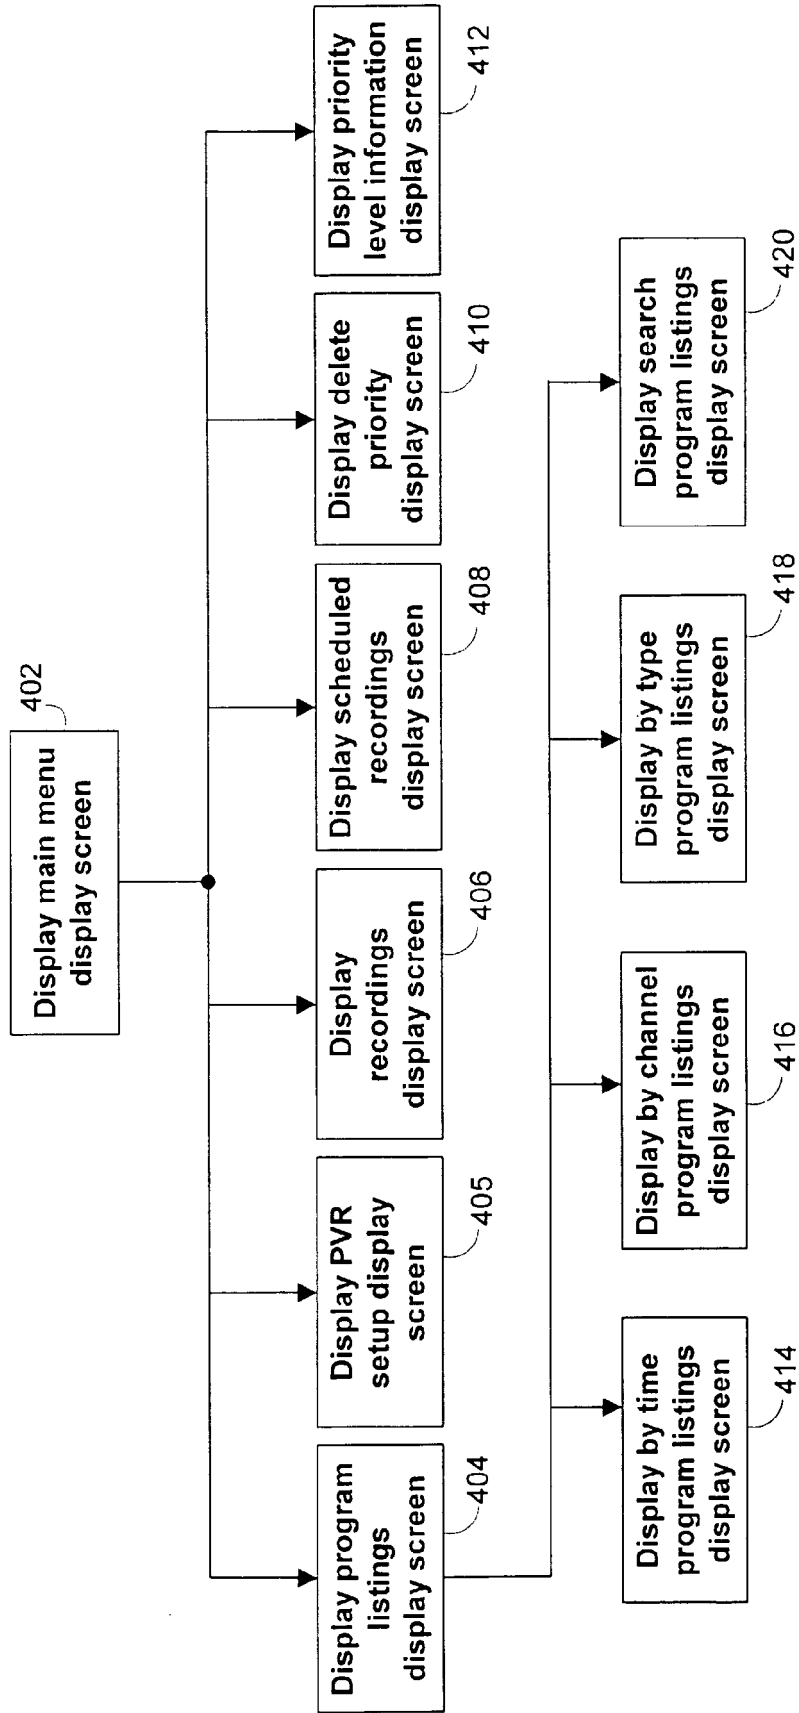 Display main menu
display screen
402
Display program
listings
display screen
404
Display PVR
setup display
screen
405
Display
recordings
display screen
406
Display scheduled
recordings
display screen
408
Display delete
priority
display screen
410
Display priority
level information
display screen
412
Display by time
program listings
display screen
414
Display by channel
program listings
display screen
416
Display by type
program listings
display screen
418
Display search
program listings
display screen
420